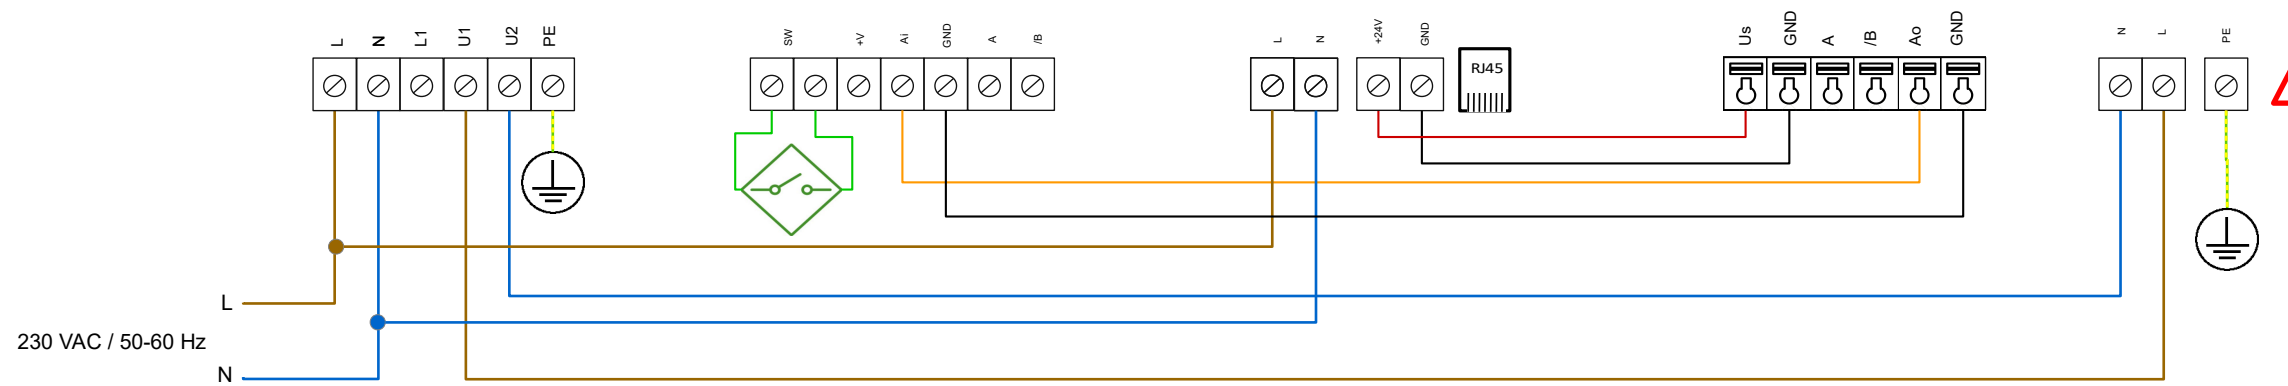 L N L1 U1 U2 PE
SW +V Ai GND A /B
L N +24V GND
RJ45
Us GND A /B Ao GND
N L PE
L
230 VAC / 50-60 Hz
N